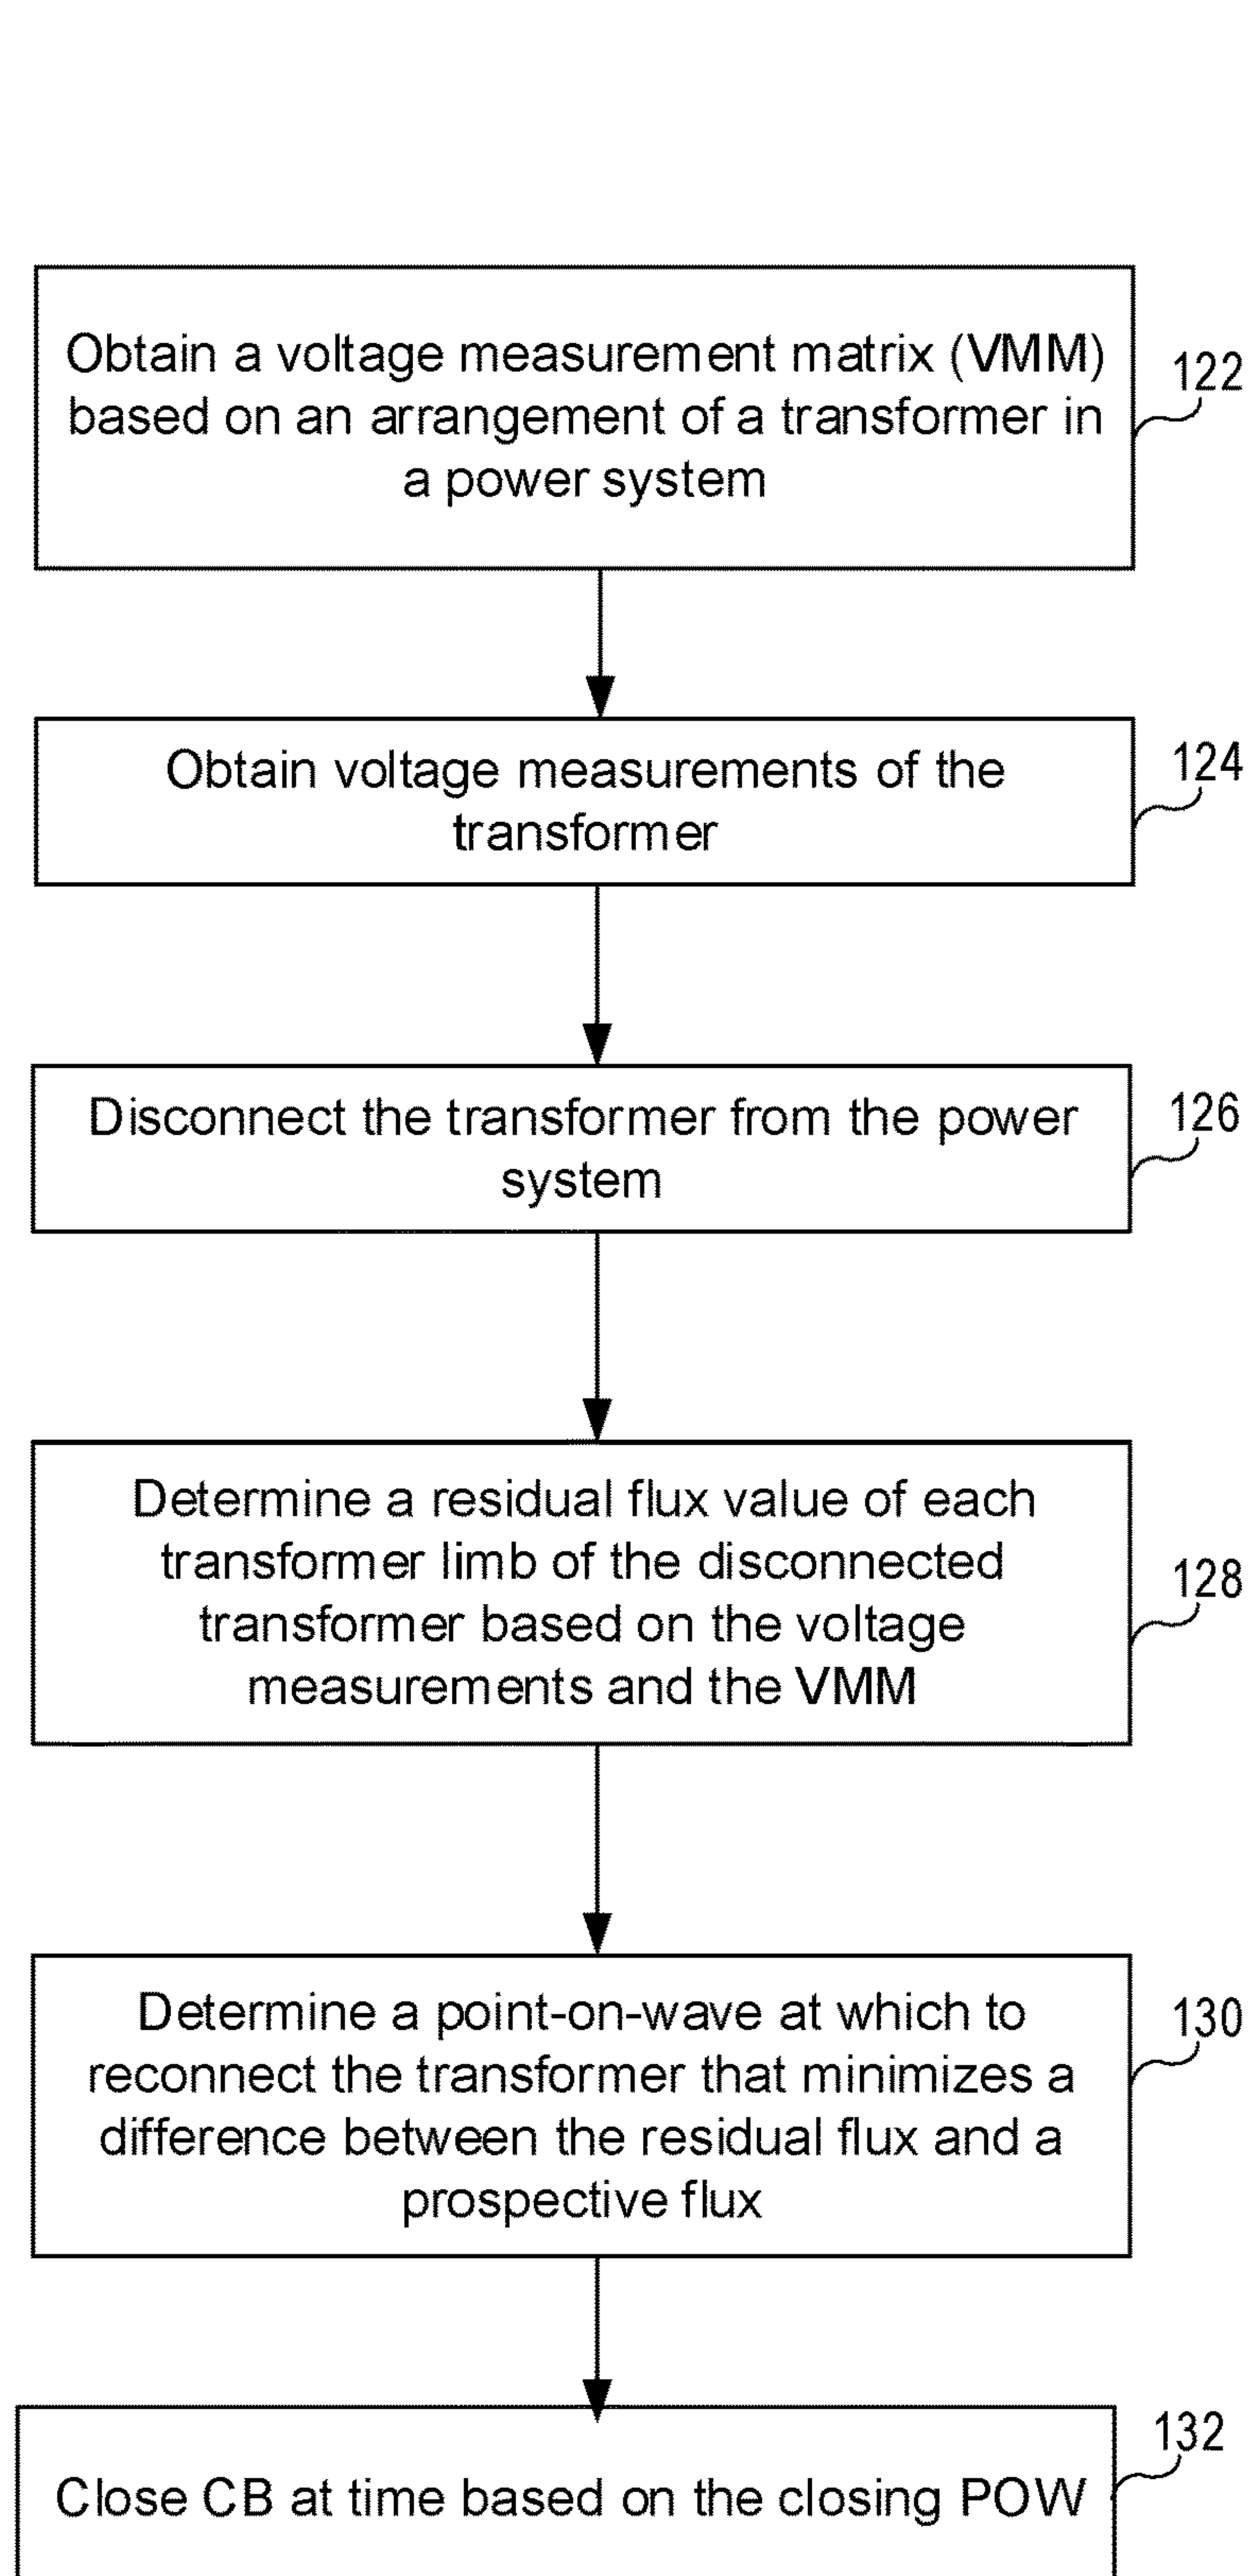 Obtain a voltage measurement matrix (VMM)
based on an arrangement of a transformer in
a power system
122
Obtain voltage measurements of the
transformer
124
Disconnect the transformer from the power
system
126
Determine a residual flux value of each
transformer limb of the disconnected
transformer based on the voltage
measurements and the VMM
128
Determine a point-on-wave at which to
reconnect the transformer that minimizes a
difference between the residual flux and a
prospective flux
130
Close CB at time based on the closing POW
132